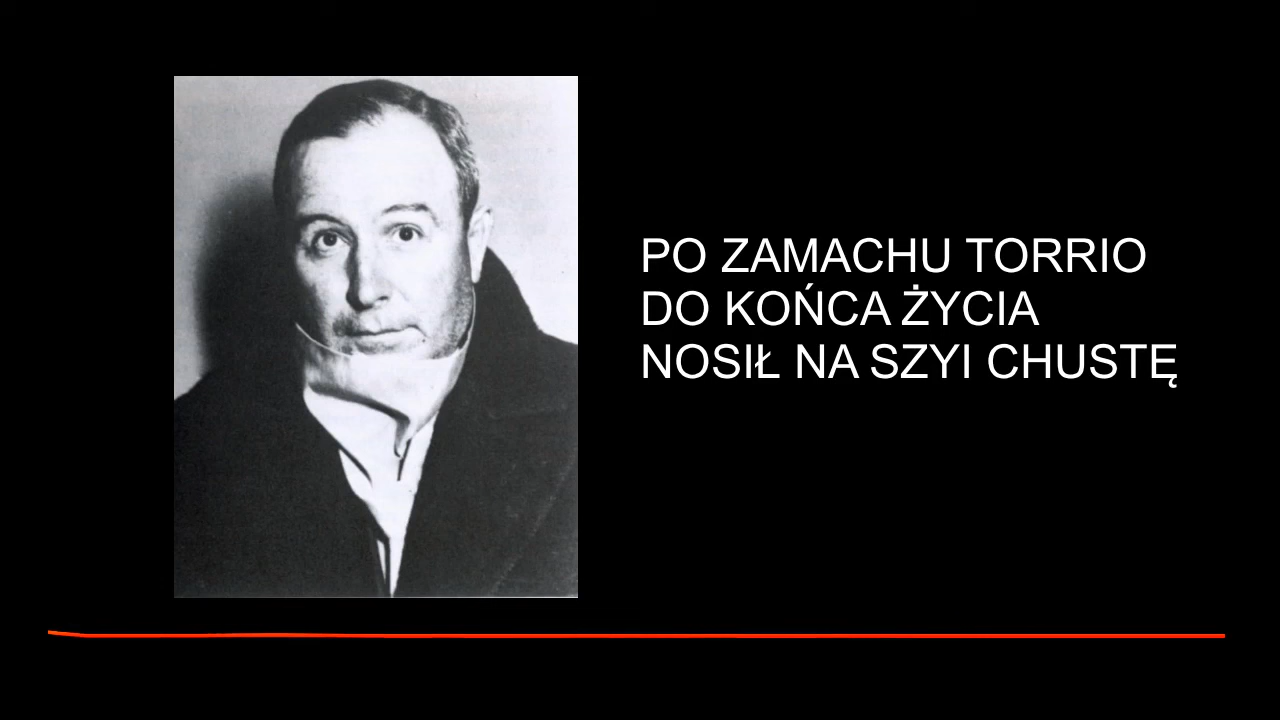 PO ZAMACHU TORRIO
DO KOŃCA ŻYCIA
NOSIŁ NA SZYI CHUSTĘ